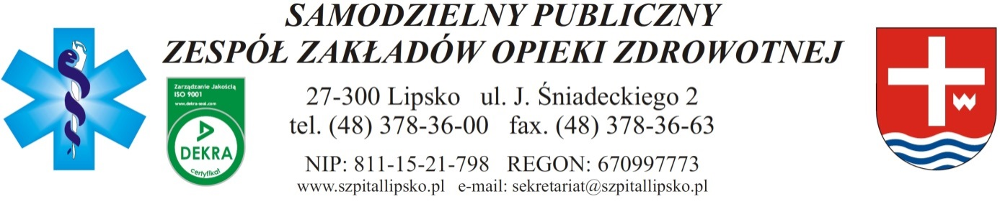 SAMODZIELNY PUBLICZNY
ZESPÓŁ ZAKŁADÓW OPIEKI ZDROWOTNEJ
Zarządzanie Jakością
ISO 9001
www.dekra-seal.com
DEKRA
certyfikat
27-300 Lipsko ul. J. Śniadeckiego 2
tel. (48) 378-36-00 fax. (48) 378-36-63
NIP: 811-15-21-798 REGON: 670997773
www.szpitallipsko.pl e-mail: sekretariat@szpitallipsko.pl